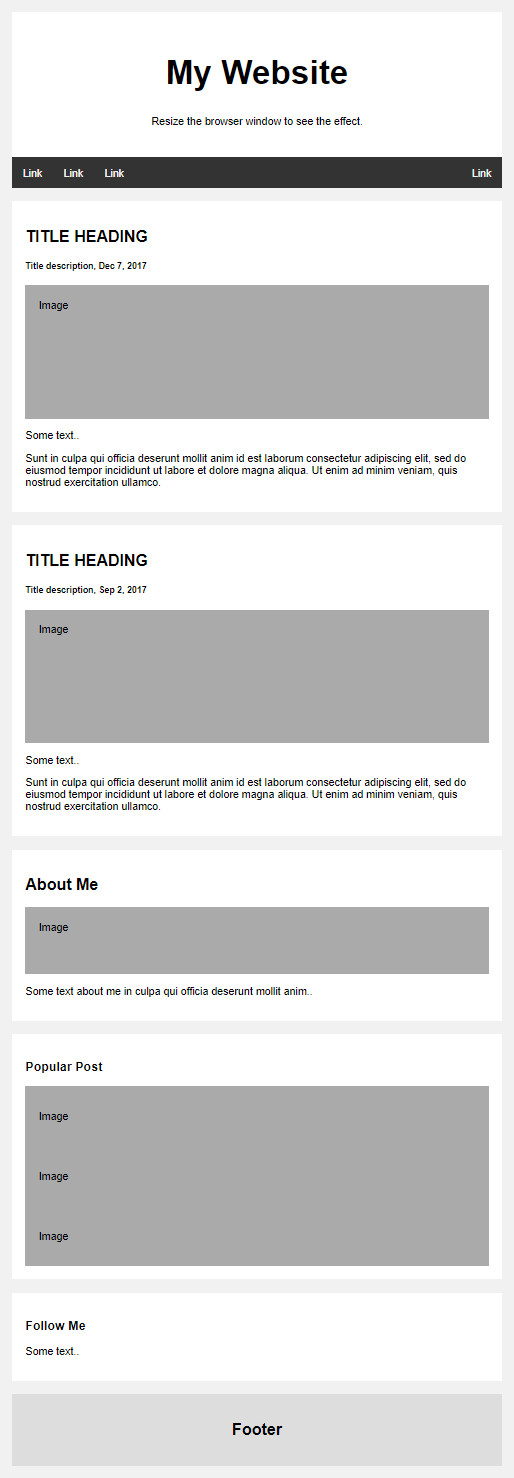 My Website
Resize the browser window to see the effect.
Link Link Link Link
TITLE HEADING
Title description, Dec 7, 2017
Image
Some text..
Sunt in culpa qui officia deserunt mollit anim id est laborum consectetur adipiscing elit, sed do
eiusmod tempor incididunt ut labore et dolore magna aliqua. Ut enim ad minim veniam, quis
nostrud exercitation ullamco.
TITLE HEADING
Title description, Sep 2, 2017
Image
Some text..
Sunt in culpa qui officia deserunt mollit anim id est laborum consectetur adipiscing elit, sed do
eiusmod tempor incididunt ut labore et dolore magna aliqua. Ut enim ad minim veniam, quis
nostrud exercitation ullamco.
About Me
Image
Some text about me in culpa qui officia deserunt mollit anim..
Popular Post
Image
Image
Image
Follow Me
Some text..
Footer